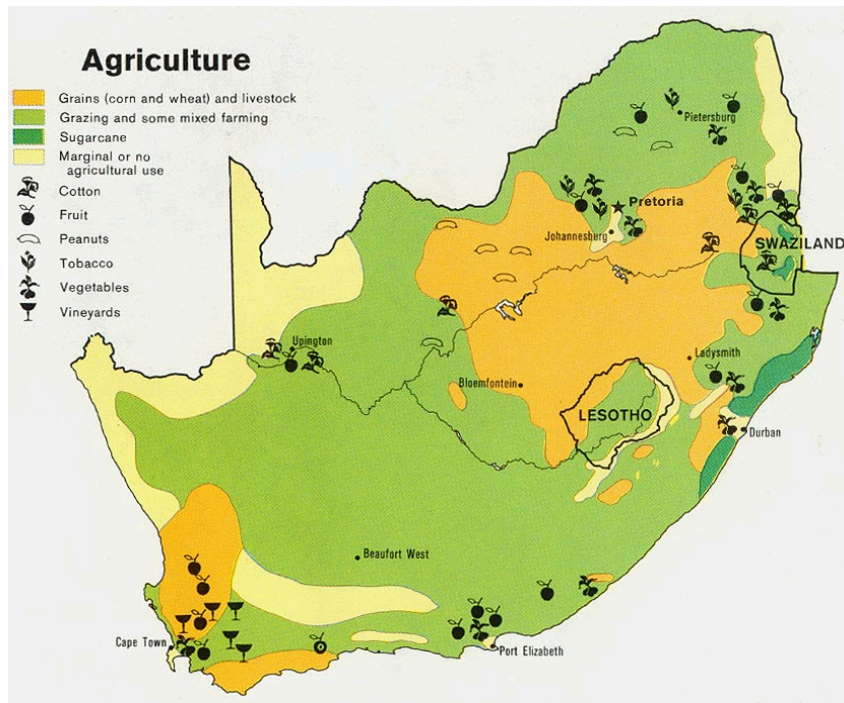 Agriculture
Grains (corn and wheat) and livestock
Grazing and some mixed farming
Sugarcane
Marginal or no
agricultural use
Cotton
Fruit
Peanuts
Tobacco
Vegetables
Vineyards
Pietersburg
Pretoria
Johannesburg
SWAZILAND
Upington
Ladysmith
Bloemfontein
LESOTHO
Durban
Beaufort West
Cape Town
Port Elizabeth